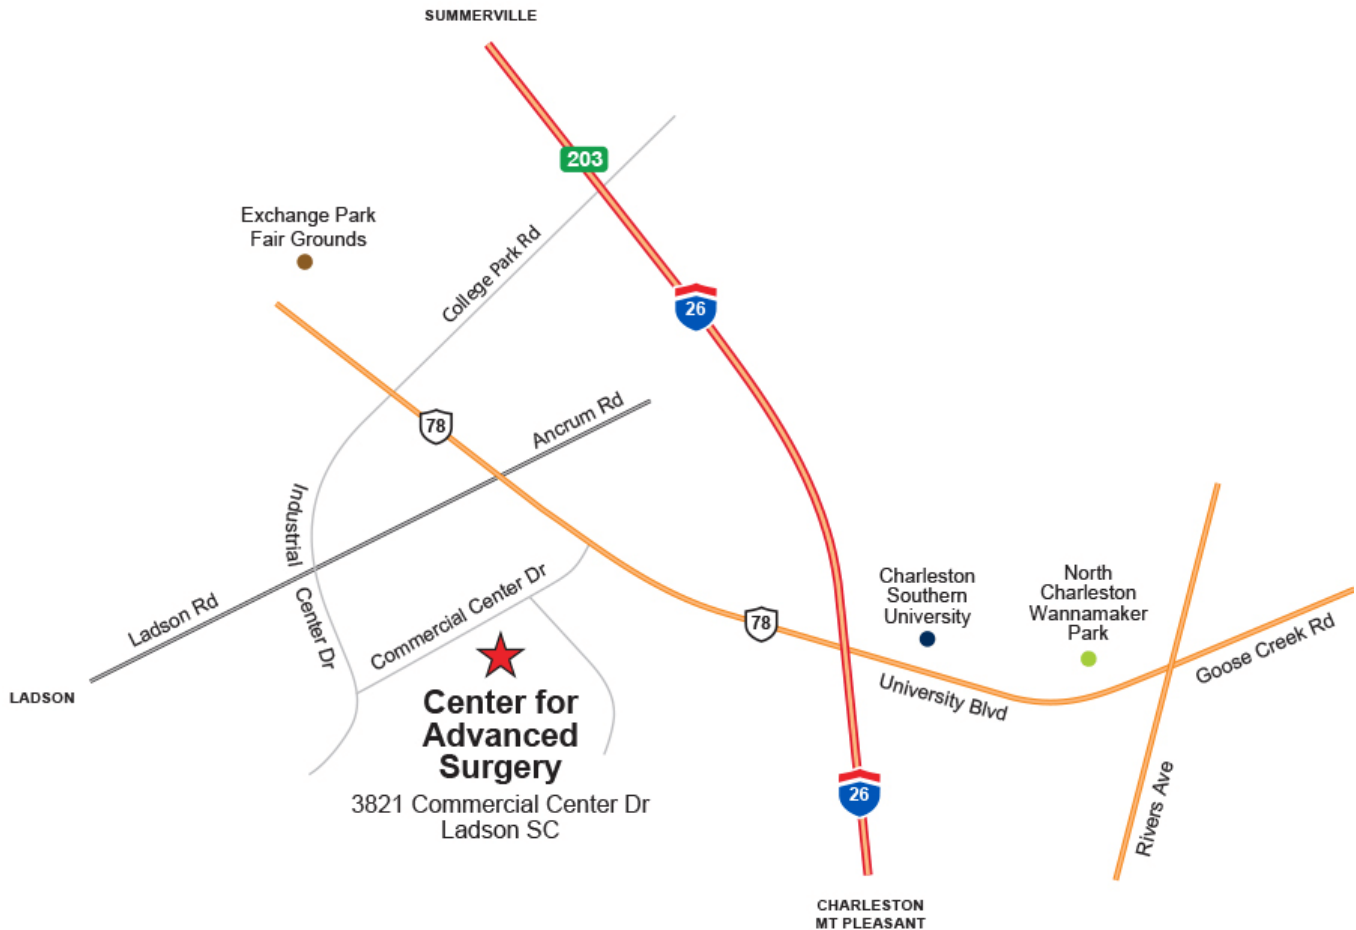 SUMMERVILLE
203
Exchange Park
Fair Grounds
College Park Rd
26
78
Ancrum Rd
Industrial
Center Dr
Ladson Rd
LADSON
Commercial Center Dr
Center for
Advanced
Surgery
3821 Commercial Center Dr
Ladson SC
78
Charleston
Southern
University
North
Charleston
Wannamaker
Park
University Blvd
Goose Creek Rd
Rivers Ave
26
CHARLESTON
MT PLEASANT